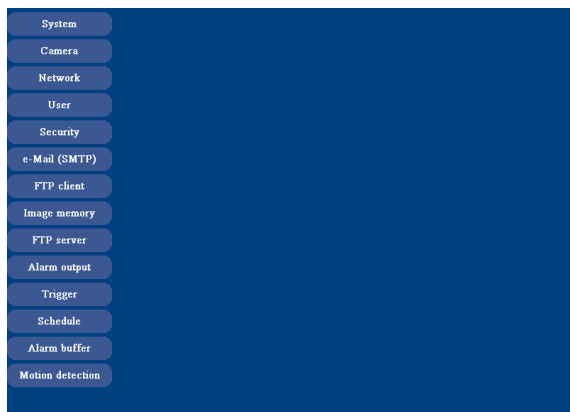 System
Camera
Network
User
Security
e-Mail (SMTP)
FTP client
Image memory
FTP server
Alarm output
Trigger
Schedule
Alarm buffer
Motion detection